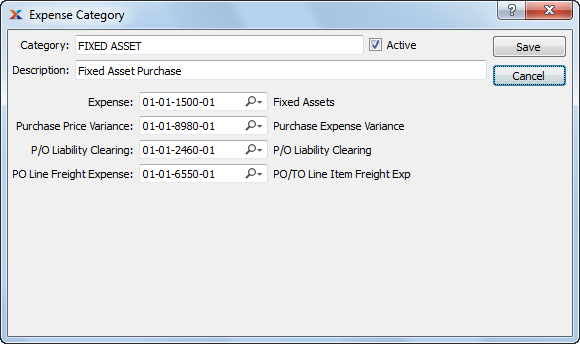 Expense Category
?
Category: FIXED ASSET Active Save
Description: Fixed Asset Purchase Cancel
Expense: 01-01-1500-01 Fixed Assets
Purchase Price Variance: 01-01-8980-01 Purchase Expense Variance
P/O Liability Clearing: 01-01-2460-01 P/O Liability Clearing
PO Line Freight Expense: 01-01-6550-01 PO/TO Line Item Freight Exp